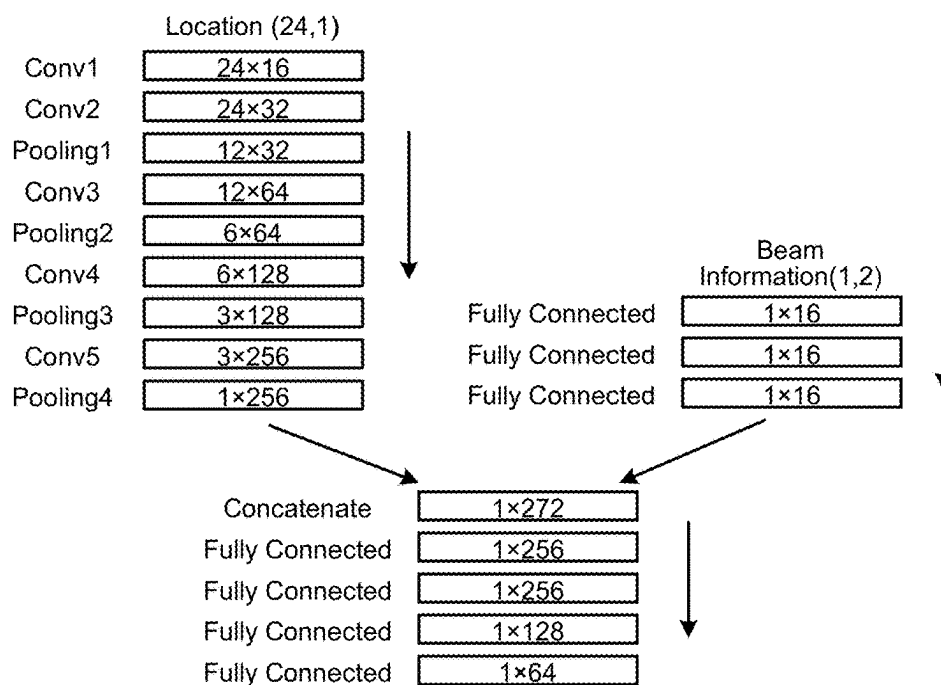 Location (24,1)
Conv1 24×16
Conv2 24×32
Pooling1 12×32
Conv3 12×64
Pooling2 6×64
Conv4 6×128
Pooling3 3×128
Conv5 3×256
Pooling4 1×256
Beam
Information(1,2)
Fully Connected 1×16
Fully Connected 1×16
Fully Connected 1×16
Concatenate 1×272
Fully Connected 1×256
Fully Connected 1×256
Fully Connected 1×128
Fully Connected 1×64